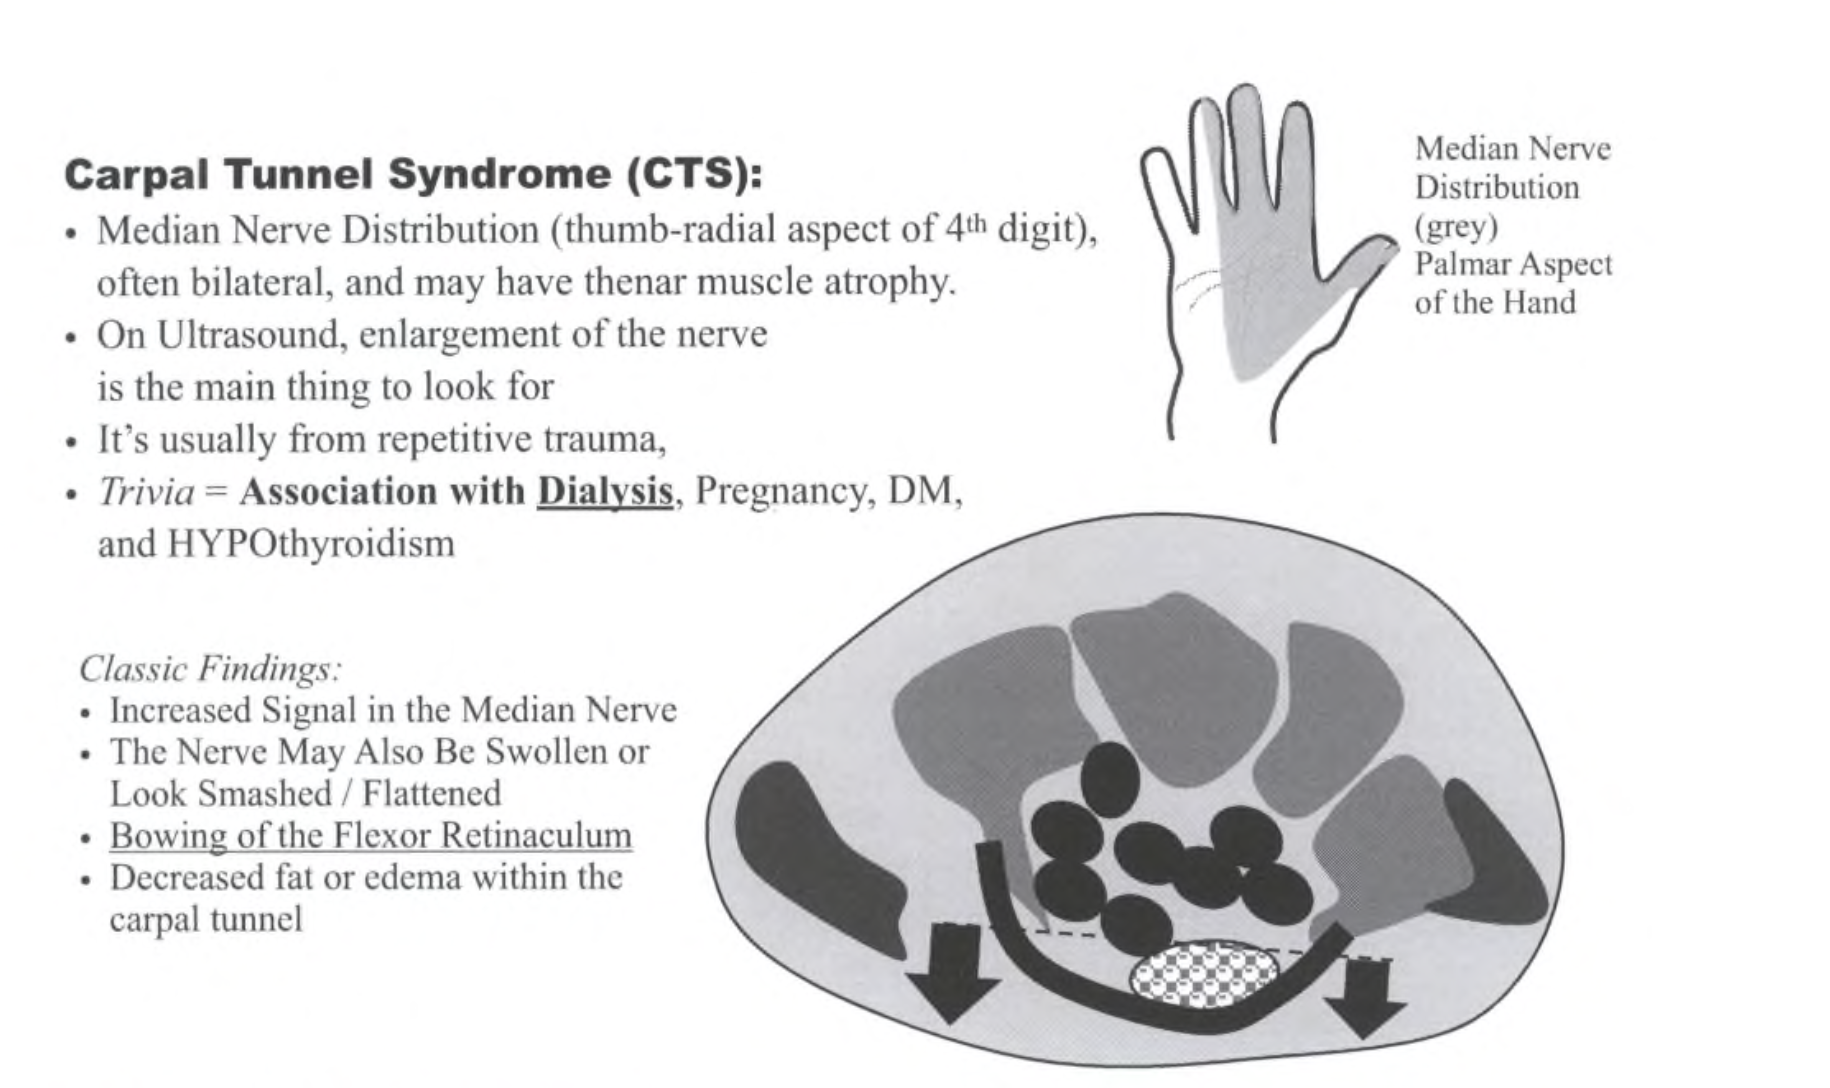 Carpal Tunnel Syndrome (CTS):
• Median Nerve Distribution (thumb-radial aspect of 4th digit),
often bilateral, and may have thenar muscle atrophy.
• On Ultrasound, enlargement of the nerve
is the main thing to look for
• It's usually from repetitive trauma,
• Trivia = Association with Dialysis, Pregnancy, DM,
and HYPOthyroidism
Median Nerve
Distribution
(grey)
Palmar Aspect
of the Hand
Classic Findings:
• Increased Signal in the Median Nerve
• The Nerve May Also Be Swollen or
Look Smashed / Flattened
• Bowing of the Flexor Retinaculum
• Decreased fat or edema within the
carpal tunnel